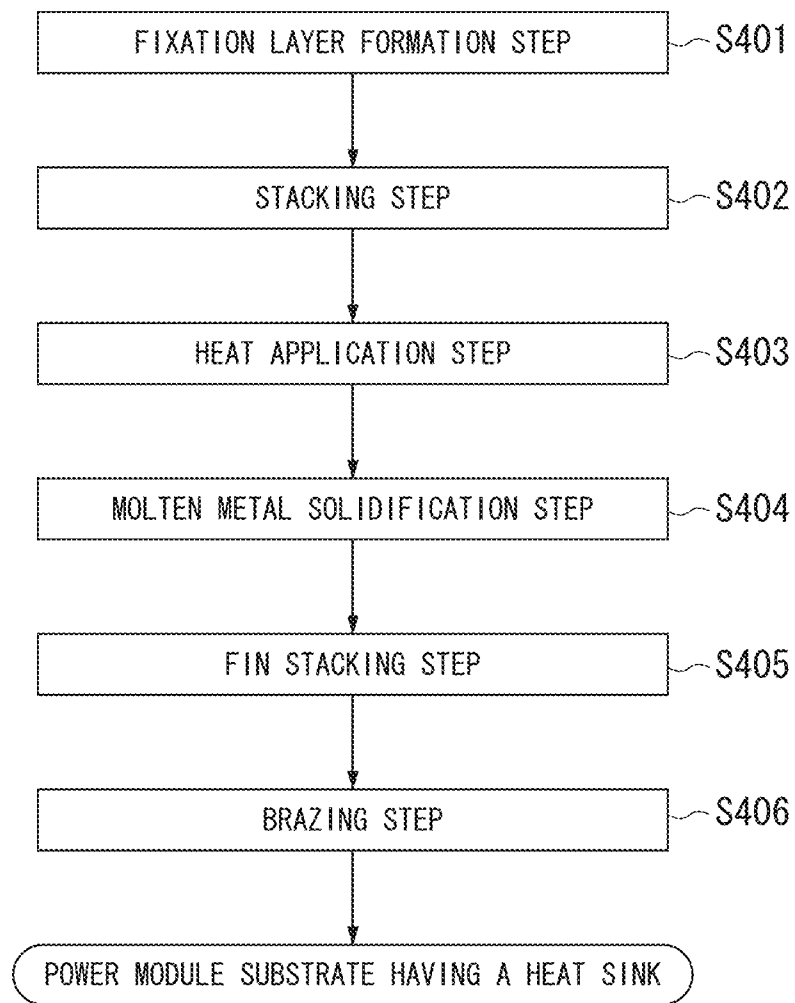 FIXATION LAYER FORMATION STEP S401
STACKING STEP S402
HEAT APPLICATION STEP S403
MOLTEN METAL SOLIDIFICATION STEP S404
FIN STACKING STEP S405
BRAZING STEP S406
POWER MODULE SUBSTRATE HAVING A HEAT SINK